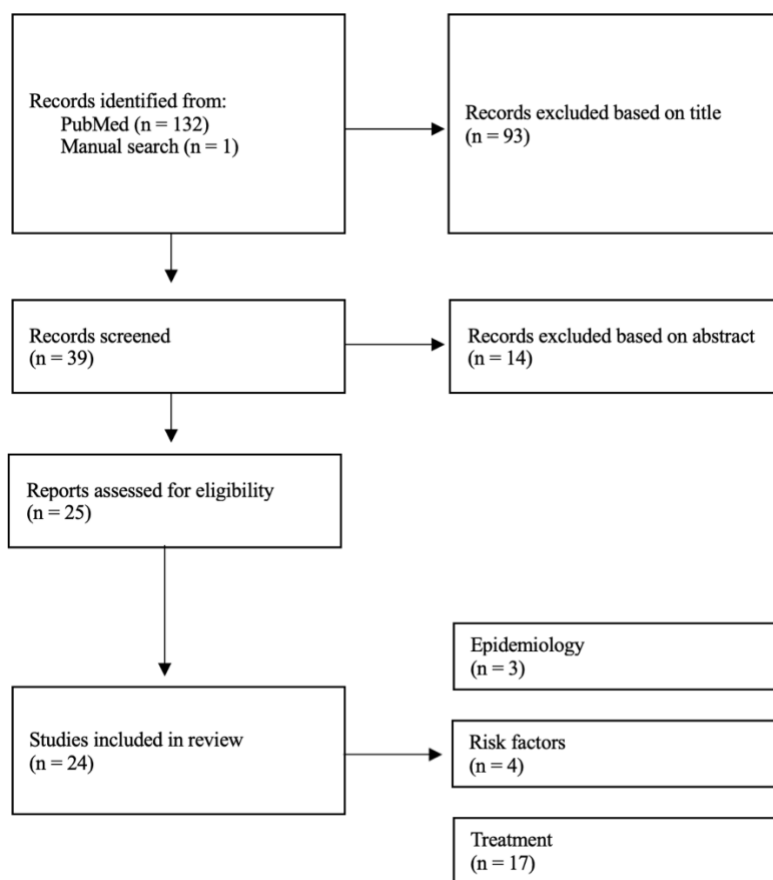 Records identified from:
PubMed (n = 132)
Manual search (n = 1)
Records excluded based on title
(n = 93)
Records screened
(n = 39)
Records excluded based on abstract
(n = 14)
Reports assessed for eligibility
(n = 25)
Studies included in review
(n = 24)
Epidemiology
(n = 3)
Risk factors
(n = 4)
Treatment
(n = 17)